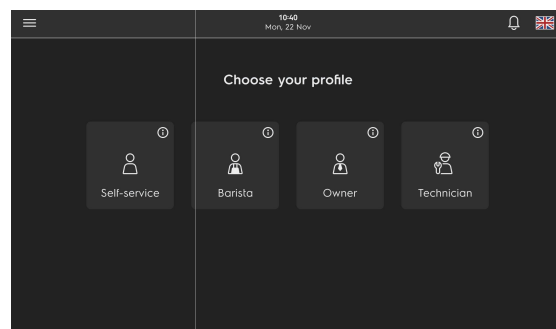 10:40
Mon, 22 Nov
Choose your profile
Self-service
Barista
Owner
Technician